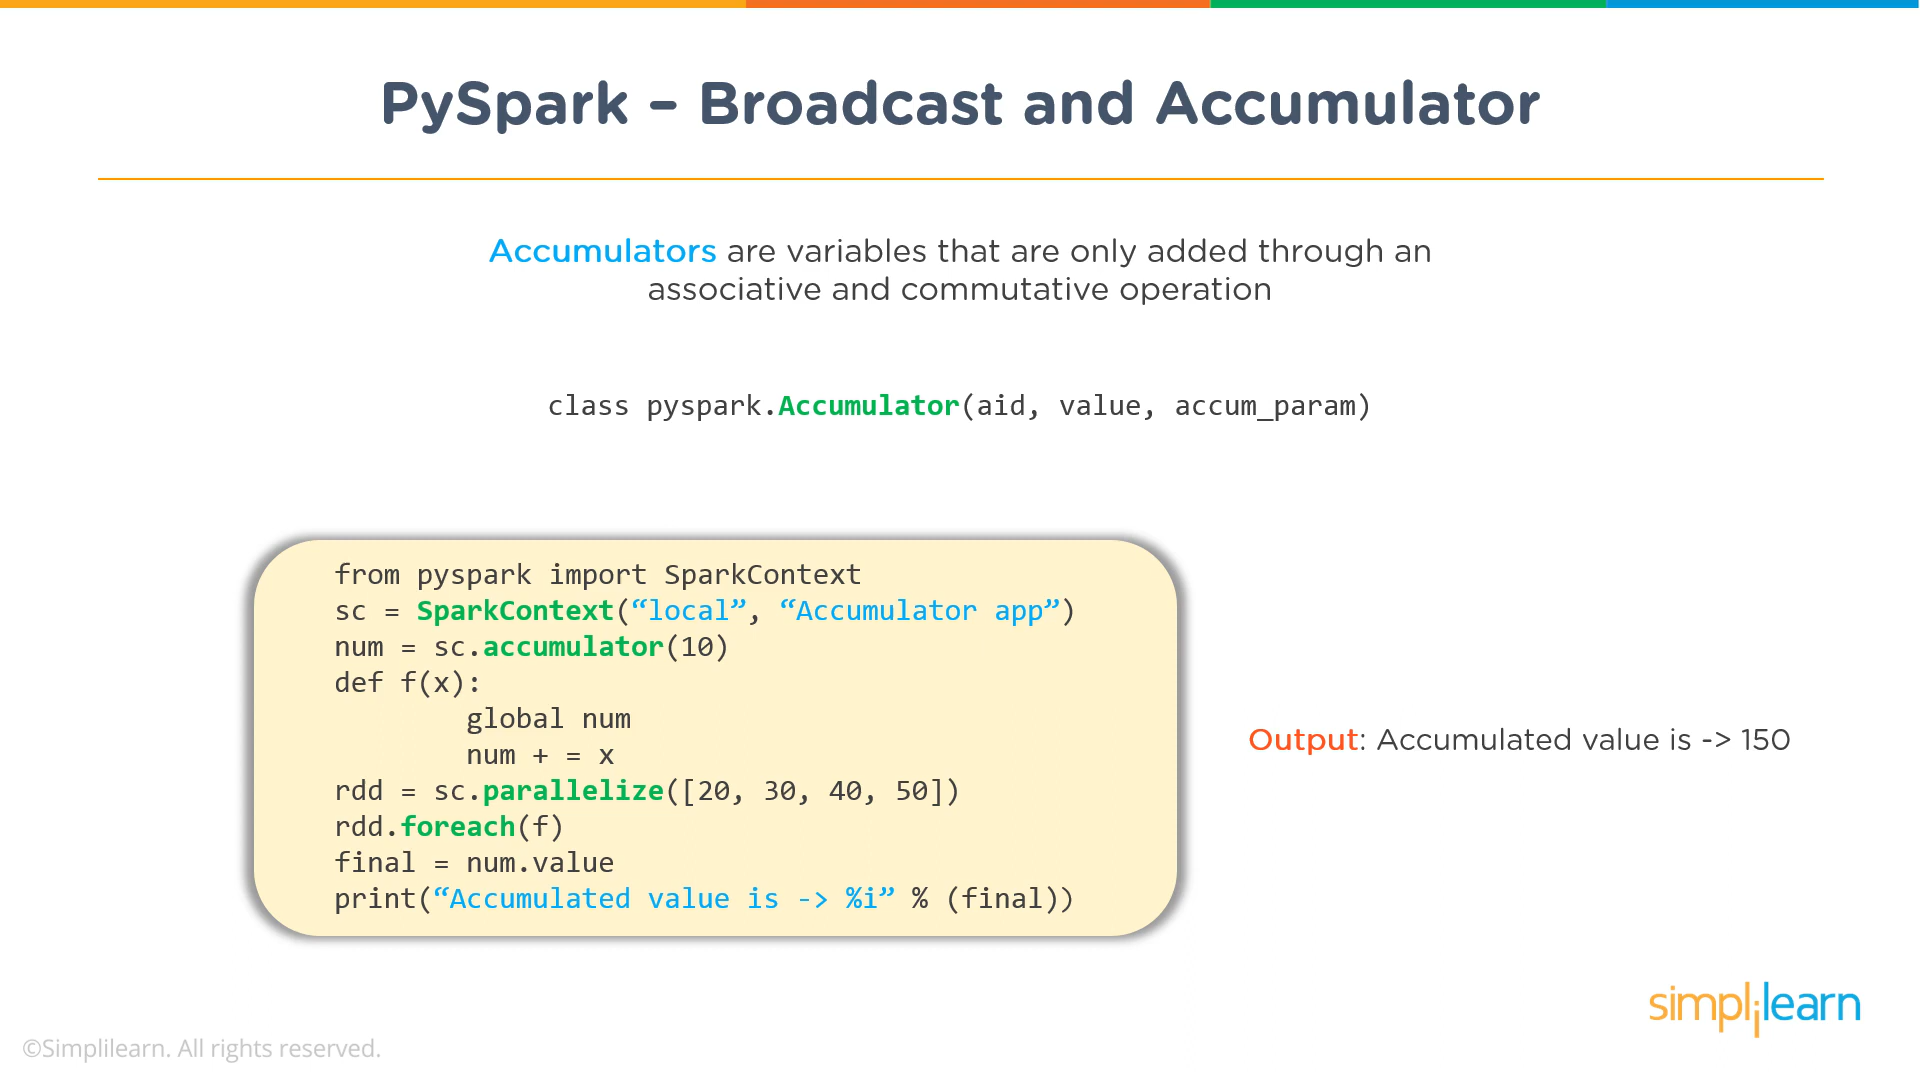 PySpark – Broadcast and Accumulator
Accumulators are variables that are only added through an
associative and commutative operation
class pyspark.Accumulator(aid, value, accum_param)
from pyspark import SparkContext
sc = SparkContext(“local”, “Accumulator app”)
num = sc.accumulator(10)
def f(x):
global num
num + = x
rdd = sc.parallelize([20, 30, 40, 50])
rdd.foreach(f)
final = num.value
print(“Accumulated value is -> %i” % (final))
Output: Accumulated value is -> 150
simplilearn
©Simplilearn. All rights reserved.